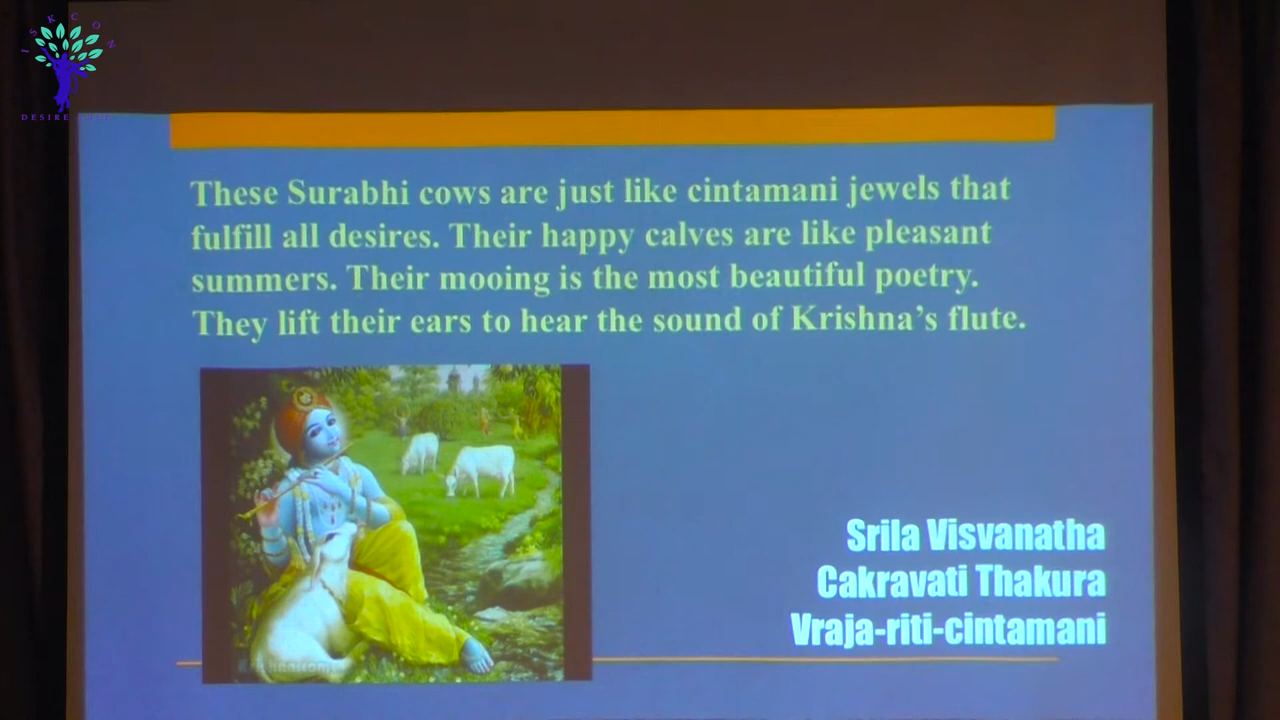 ISKCON
DESIRE
These Surabhi cows are just like cintamani jewels that
fulfill all desires. Their happy calves are like pleasant
summers. Their mooing is the most beautiful poetry.
They lift their ears to hear the sound of Krishna's flute.
Srila Visvanatha
Cakravati Thakura
Vraja-riti-cintamani